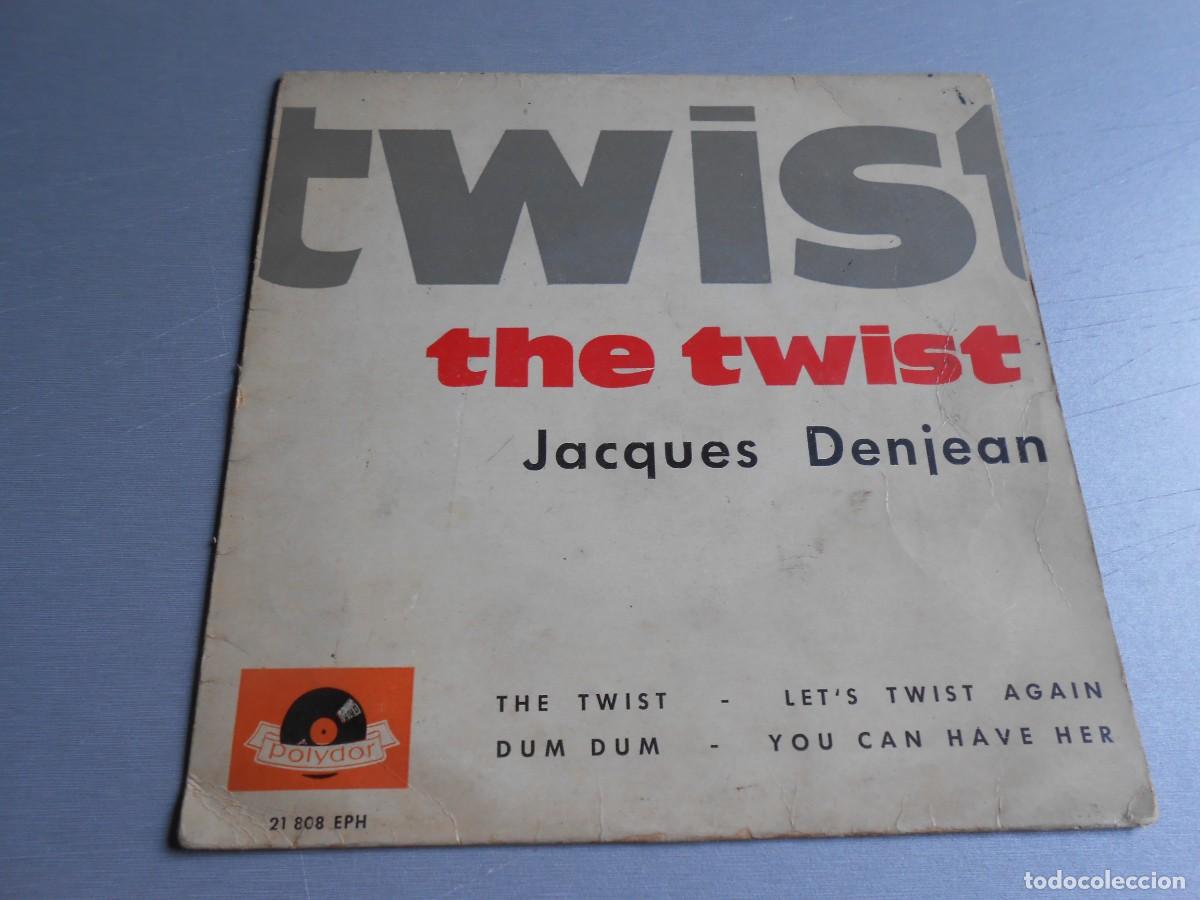 twist
the twist
Jacques Denjean
THE TWIST - LET'S TWIST AGAIN
DUM DUM - YOU CAN HAVE HER
polydor
21 808 EPH
todocoleccion